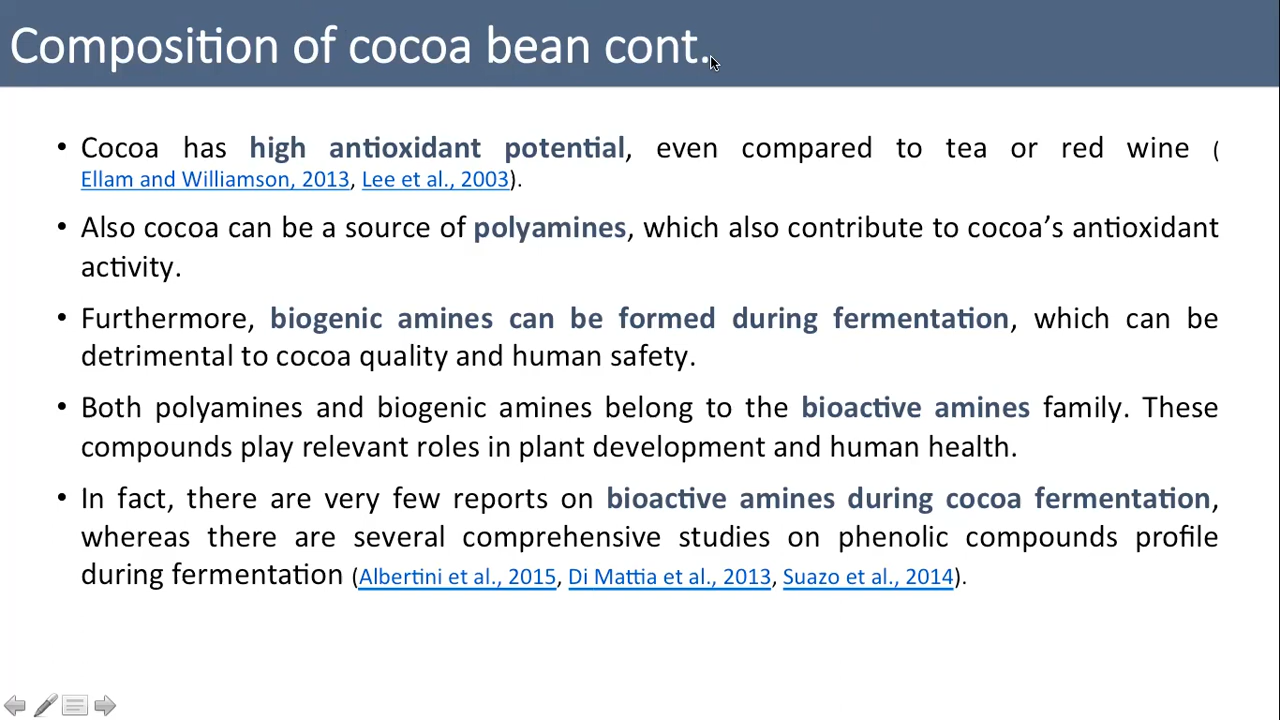 Composition of cocoa bean cont.
• Cocoa has high antioxidant potential, even compared to tea or red wine (
Ellam and Williamson, 2013, Lee et al., 2003).
• Also cocoa can be a source of polyamines, which also contribute to cocoa’s antioxidant
activity.
• Furthermore, biogenic amines can be formed during fermentation, which can be
detrimental to cocoa quality and human safety.
• Both polyamines and biogenic amines belong to the bioactive amines family. These
compounds play relevant roles in plant development and human health.
• In fact, there are very few reports on bioactive amines during cocoa fermentation,
whereas there are several comprehensive studies on phenolic compounds profile
during fermentation (Albertini et al., 2015, Di Mattia et al., 2013, Suazo et al., 2014).